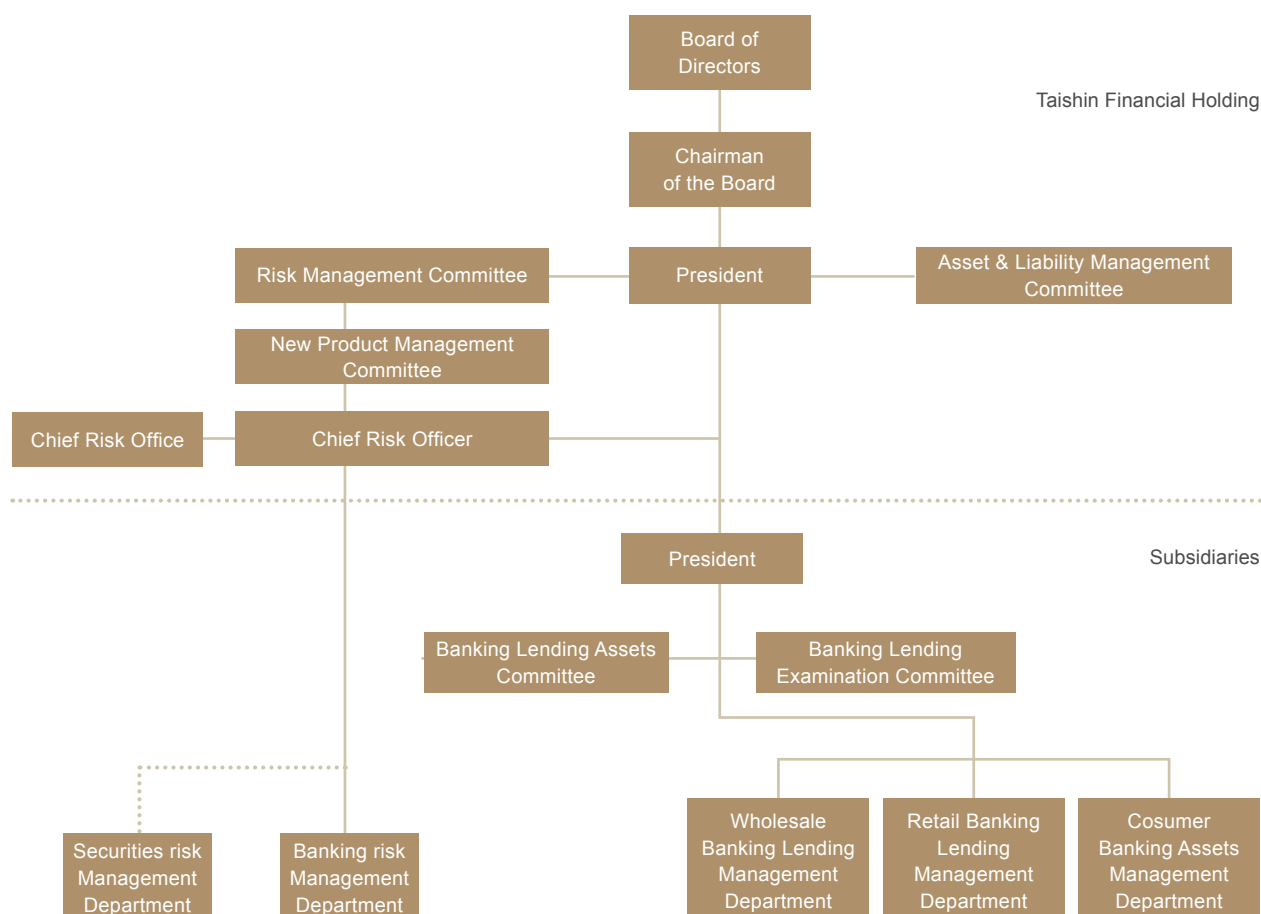 Board of
Directors
Taishin Financial Holding
Chairman
of the Board
Risk Management Committee
President
Asset & Liability Management
Committee
New Product Management
Committee
Chief Risk Office
Chief Risk Officer
President
Subsidiaries
Banking Lending Assets
Committee
Banking Lending
Examination Committee
Securities risk
Management
Department
Banking risk
Management
Department
Wholesale
Banking Lending
Management
Department
Retail Banking
Lending
Management
Department
Cosumer
Banking Assets
Management
Department